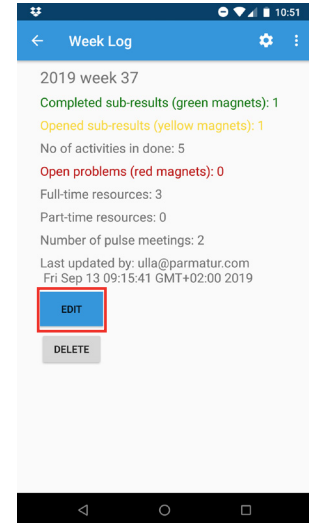 10:51
Week Log
2019 week 37
Completed sub-results (green magnets): 1
Opened sub-results (yellow magnets): 1
No of activities in done: 5
Open problems (red magnets): 0
Full-time resources: 3
Part-time resources: 0
Number of pulse meetings: 2
Last updated by: ulla@parmatur.com
Fri Sep 13 09:15:41 GMT+02:00 2019
EDIT
DELETE